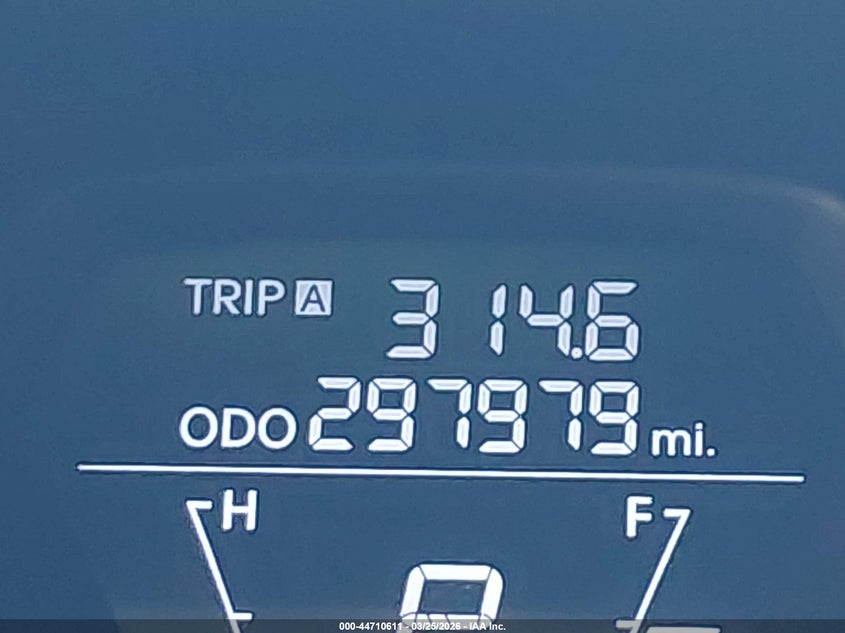 TRIP A 314.6
ODO 297979 mi.
H F
000-44710611 - 03/25/2026 - IAA Inc.